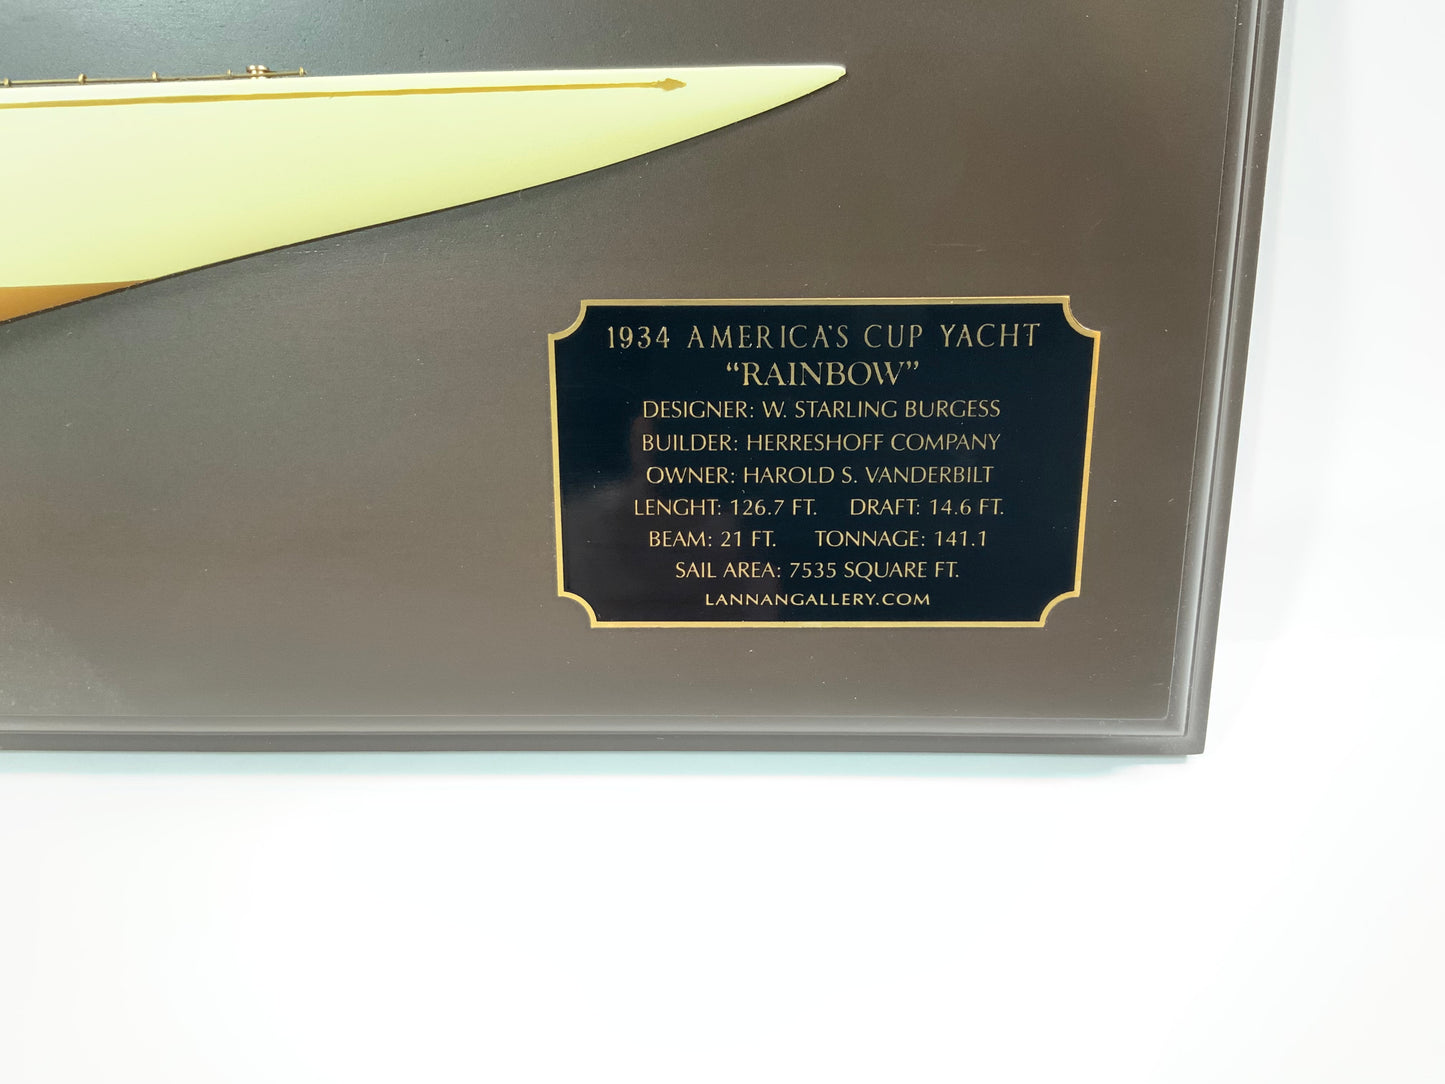 1934 AMERICA'S CUP YACHT
“RAINBOW”
DESIGNER: W. STARLING BURGESS
BUILDER: HERRESHOFF COMPANY
OWNER: HAROLD S. VANDERBILT
LENGHT: 126.7 FT. DRAFT: 14.6 FT.
BEAM: 21 FT. TONNAGE: 141.1
SAIL AREA: 7535 SQUARE FT.
LANNANGALLERY.COM